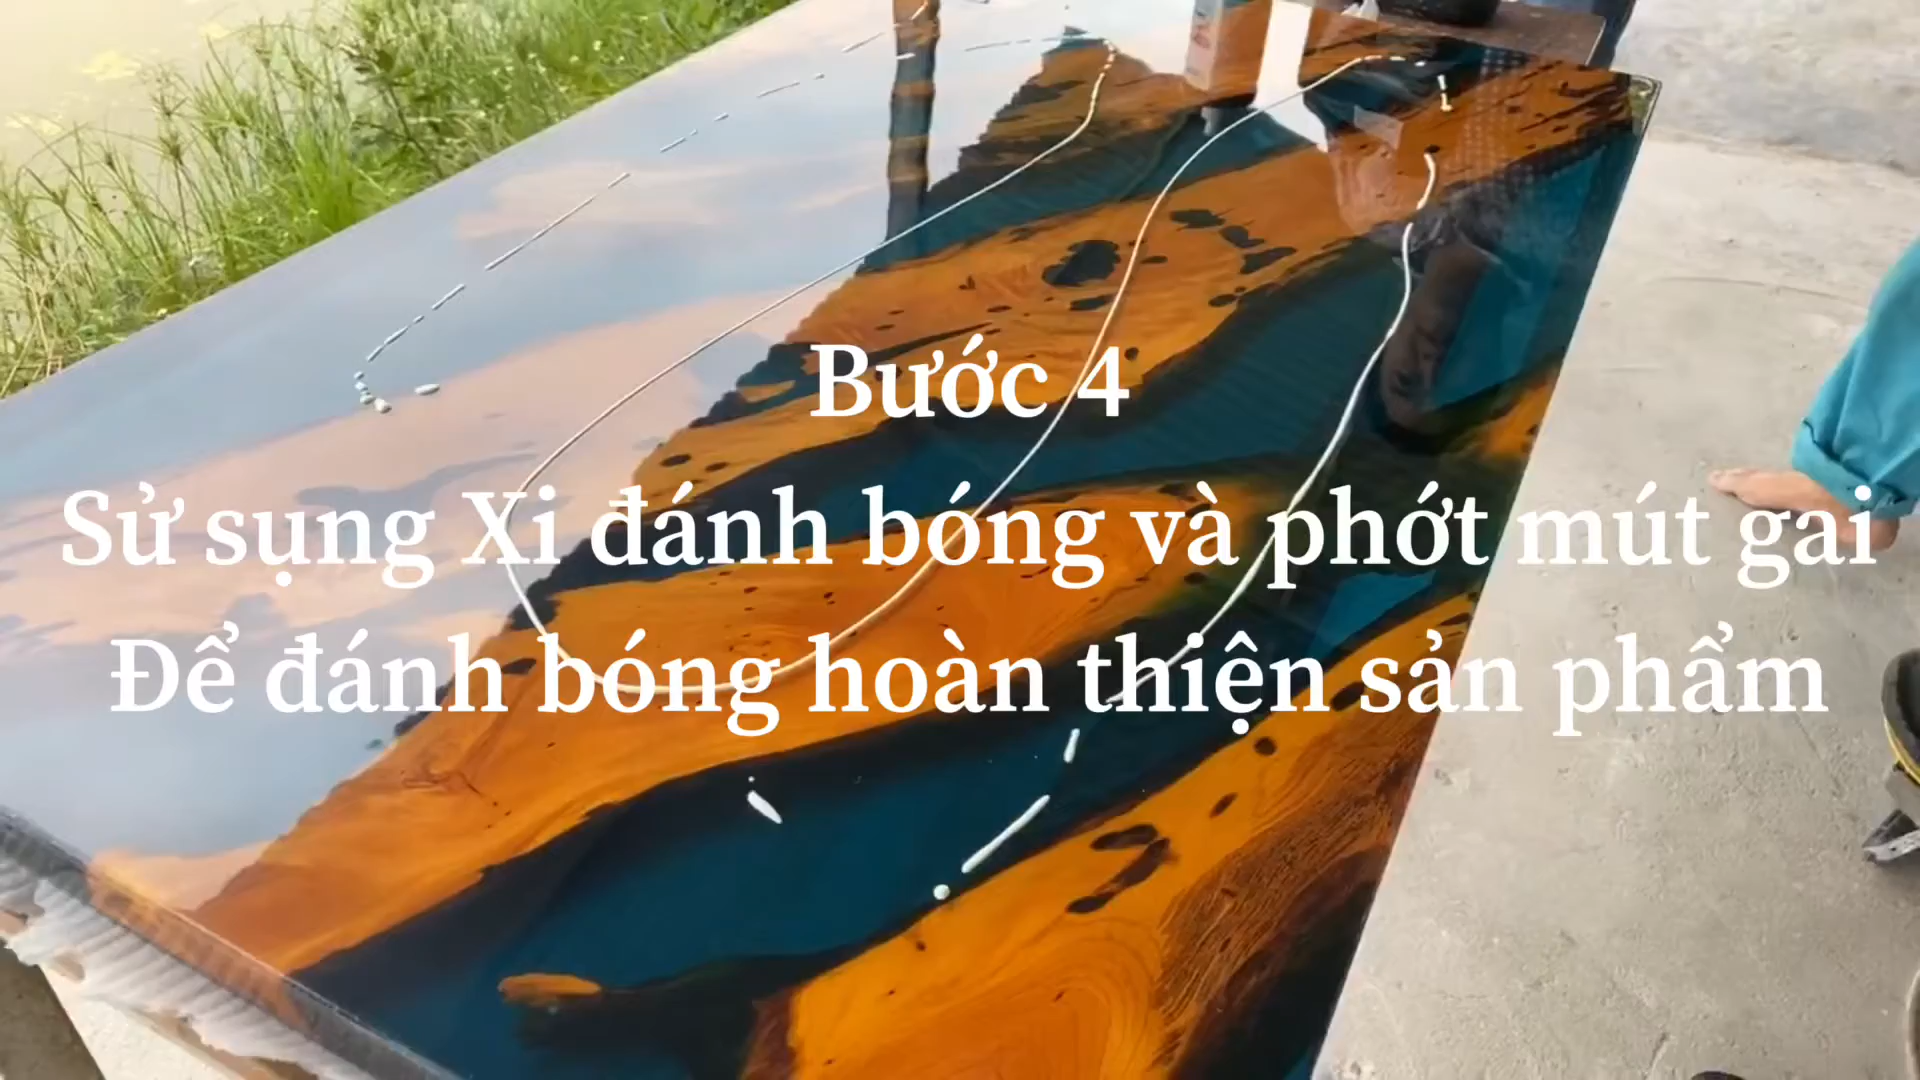 Bước 4
Sử sụng Xi đánh bóng và phớt mút gai
Để đánh bóng hoàn thiện sản phẩm